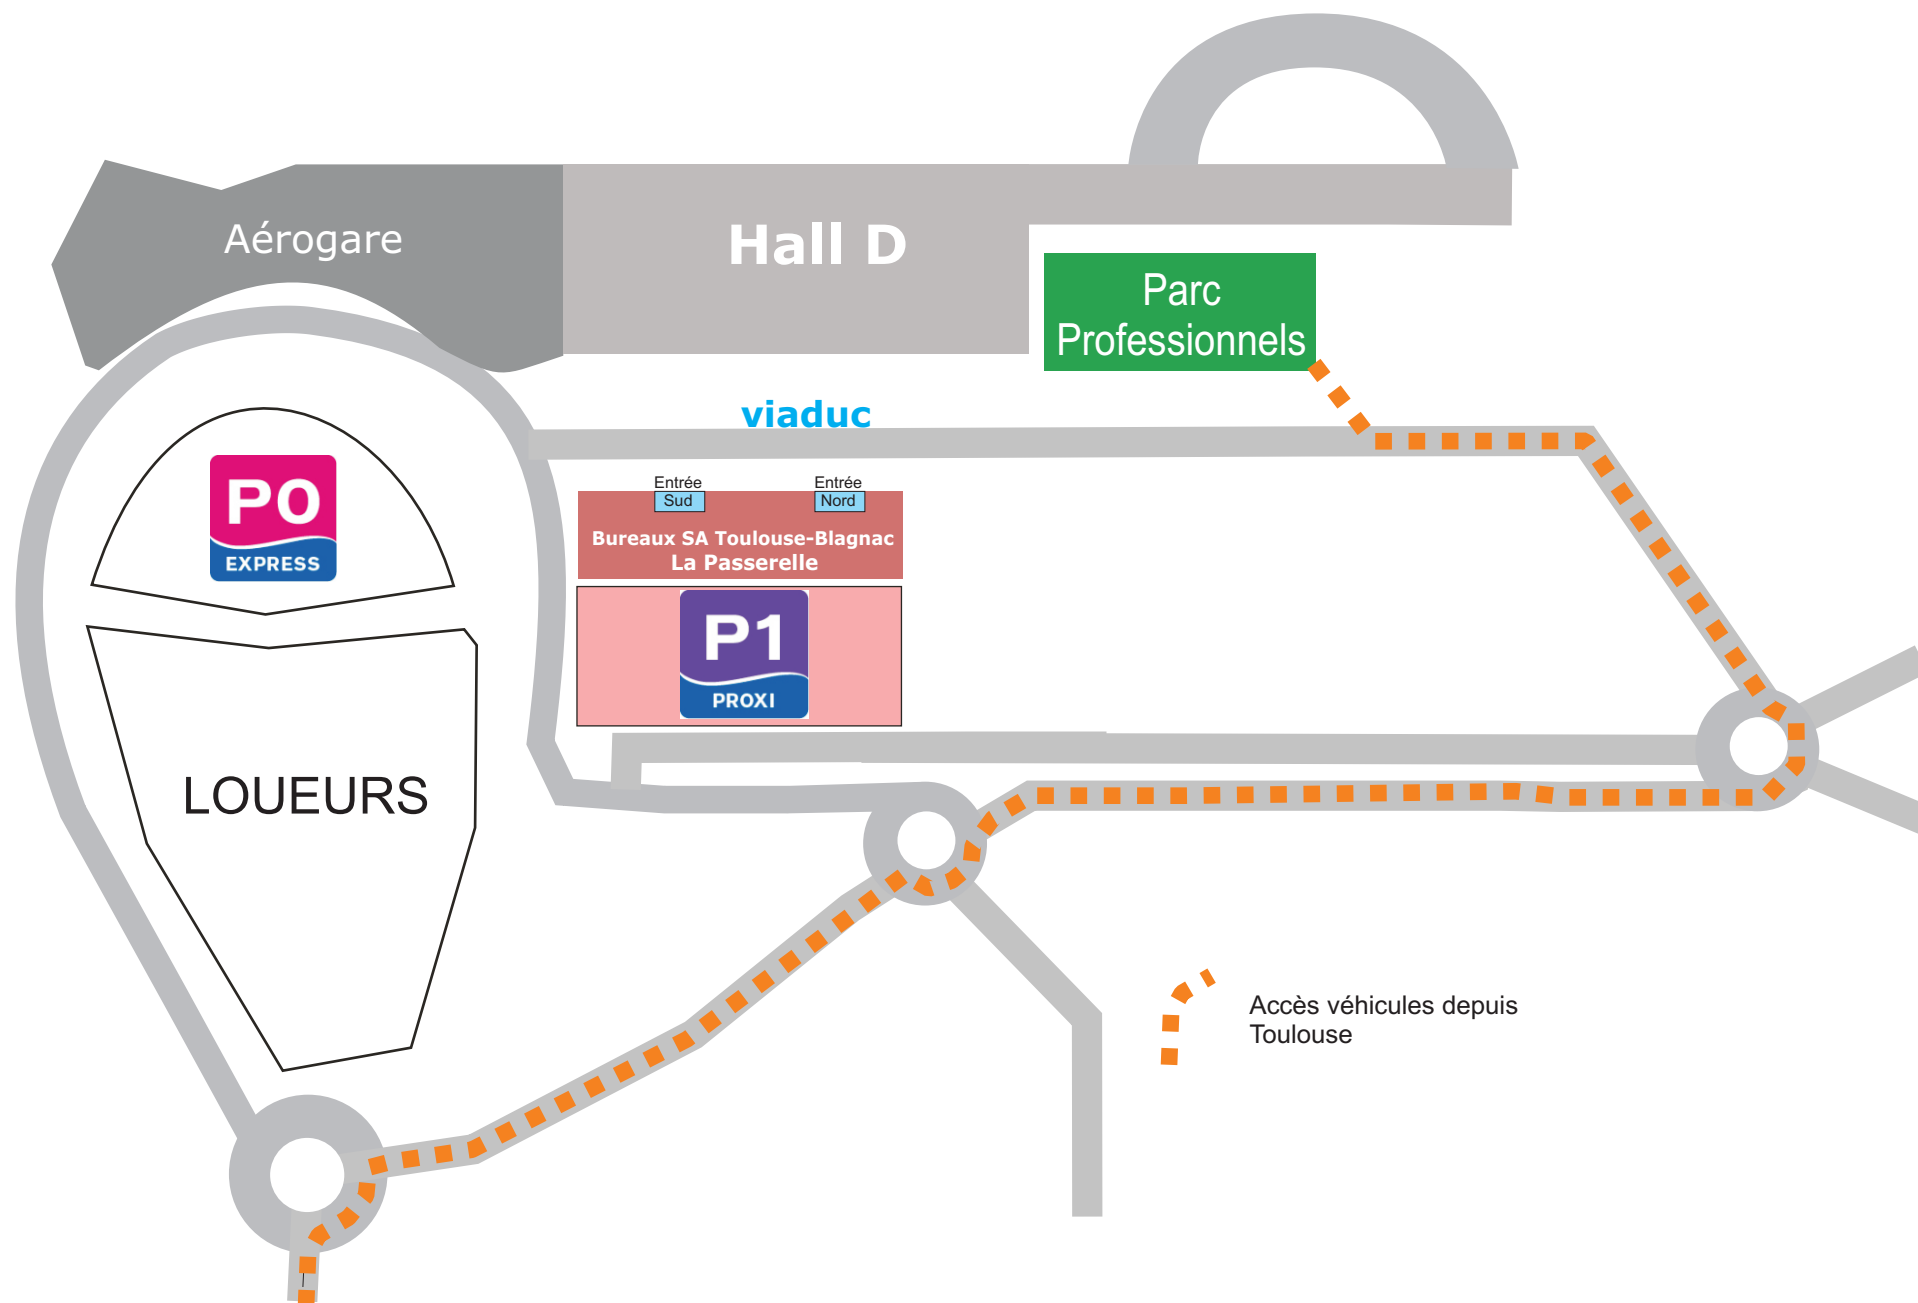 Aérogare
Hall D
Parc
Professionnels
viaduc
P0
EXPRESS
Entrée
Sud
Entrée
Nord
Bureaux SA Toulouse-Blagnac
La Passerelle
P1
PROXI
LOUEURS
Accès véhicules depuis
Toulouse